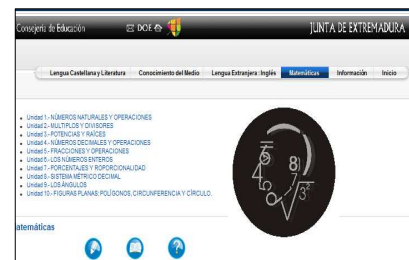 Consejería de Educación DOE JUNTA DE EXTREMADURA
Lengua Castellana y Literatura Conocimiento del Medio Lengua Extranjera : Inglés Matemáticas Información Inicio
Unidad 1.- NÚMEROS NATURALES Y OPERACIONES
Unidad 2.- MULTIPLOS Y DIVISORES
Unidad 3.- POTENCIAS Y RAÍCES
Unidad 4.- NÚMEROS DECIMALES Y OPERACIONES
Unidad 5.- FRACCIONES Y OPERACIONES
Unidad 6.- LOS NÚMEROS ENTEROS
Unidad 7.- PORCENTAJES Y ROPORCIONALIDAD
Unidad 8.- SISTEMA MÉTRICO DECIMAL
Unidad 9.- LOS ÁNGULOS
Unidad 10.- FIGURAS PLANAS: POLÍGONOS, CIRCUNFERENCIA Y CÍRCULO.
atemáticas